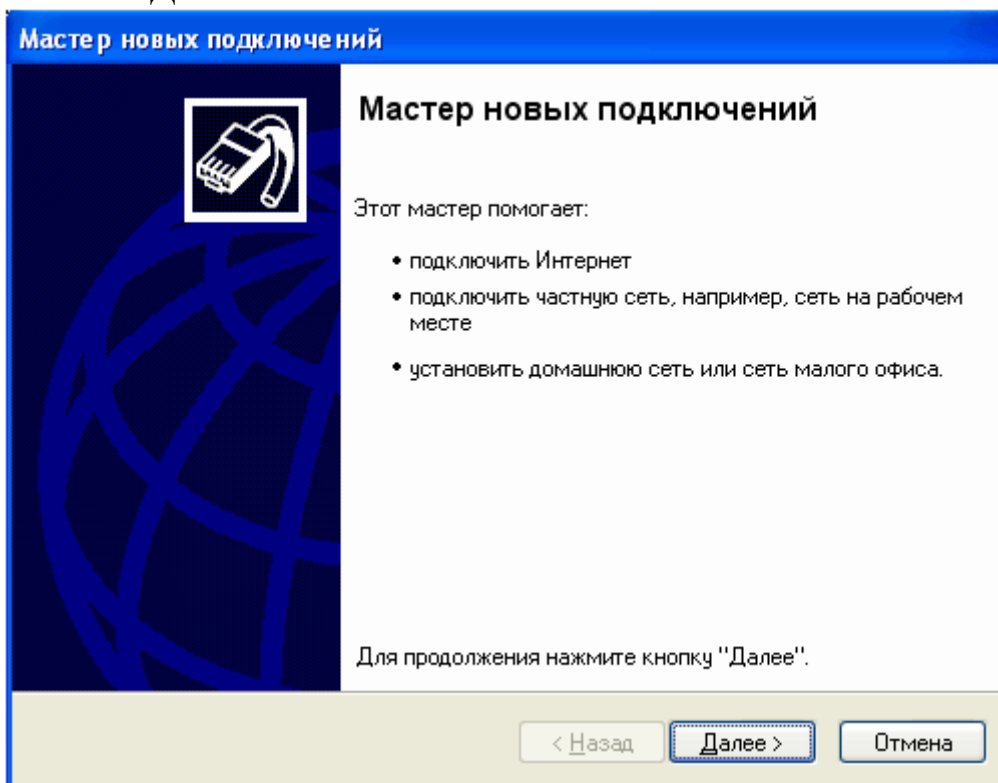 Мастер новых подключений
Мастер новых подключений
Этот мастер помогает:
• подключить Интернет
• подключить частную сеть, например, сеть на рабочем
месте
• установить домашнюю сеть или сеть малого офиса.
Для продолжения нажмите кнопку "Далее".
< Назад
Далее >
Отмена